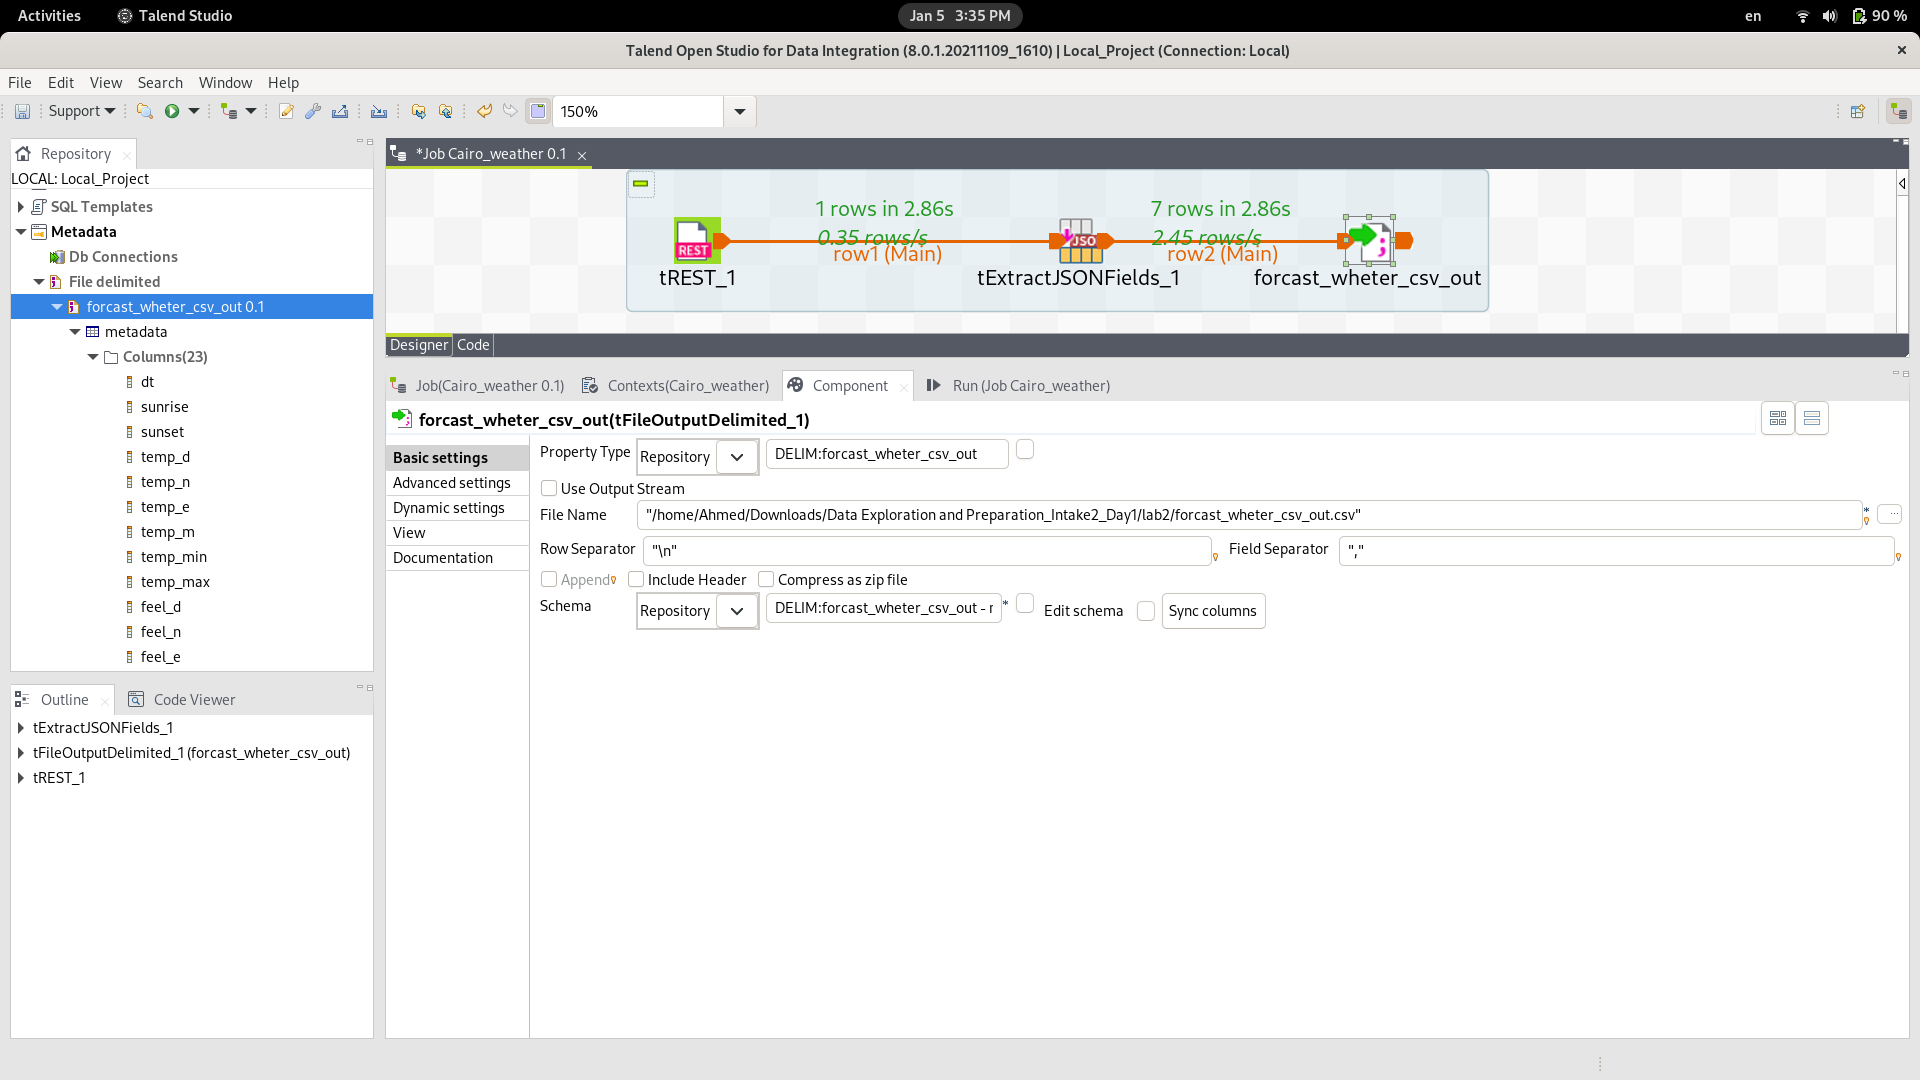 Activities
Talend Studio
Jan 5 3:35 PM
en
90 %
Talend Open Studio for Data Integration (8.0.1.20211109_1610) | Local_Project (Connection: Local)
File Edit View Search Window Help
Support
150%
Repository
LOCAL: Local_Project
SQL Templates
Metadata
Db Connections
File delimited
forcast_wheter_csv_out 0.1
metadata
Columns(23)
dt
sunrise
sunset
temp_d
temp_n
temp_e
temp_m
temp_min
temp_max
feel_d
feel_n
feel_e
Outline
Code Viewer
tExtractJSONFields_1
tFileOutputDelimited_1 (forcast_wheter_csv_out)
tREST_1
*Job Cairo_weather 0.1
1 rows in 2.86s
0.35 rows/s
row1 (Main)
7 rows in 2.86s
2.45 rows/s
row2 (Main)
REST
JSO
;
tREST_1
tExtractJSONFields_1
forcast_wheter_csv_out
Designer Code
Job(Cairo_weather 0.1)
Contexts(Cairo_weather)
Component
Run (Job Cairo_weather)
forcast_wheter_csv_out(tFileOutputDelimited_1)
Basic settings
Advanced settings
Dynamic settings
View
Documentation
Property Type Repository DELIM:forcast_wheter_csv_out
Use Output Stream
File Name "/home/Ahmed/Downloads/Data Exploration and Preparation_Intake2_Day1/lab2/forcast_wheter_csv_out.csv" * ...
Row Separator "\n" Field Separator ","
Append Include Header Compress as zip file
Schema Repository DELIM:forcast_wheter_csv_out - r * Edit schema Sync columns